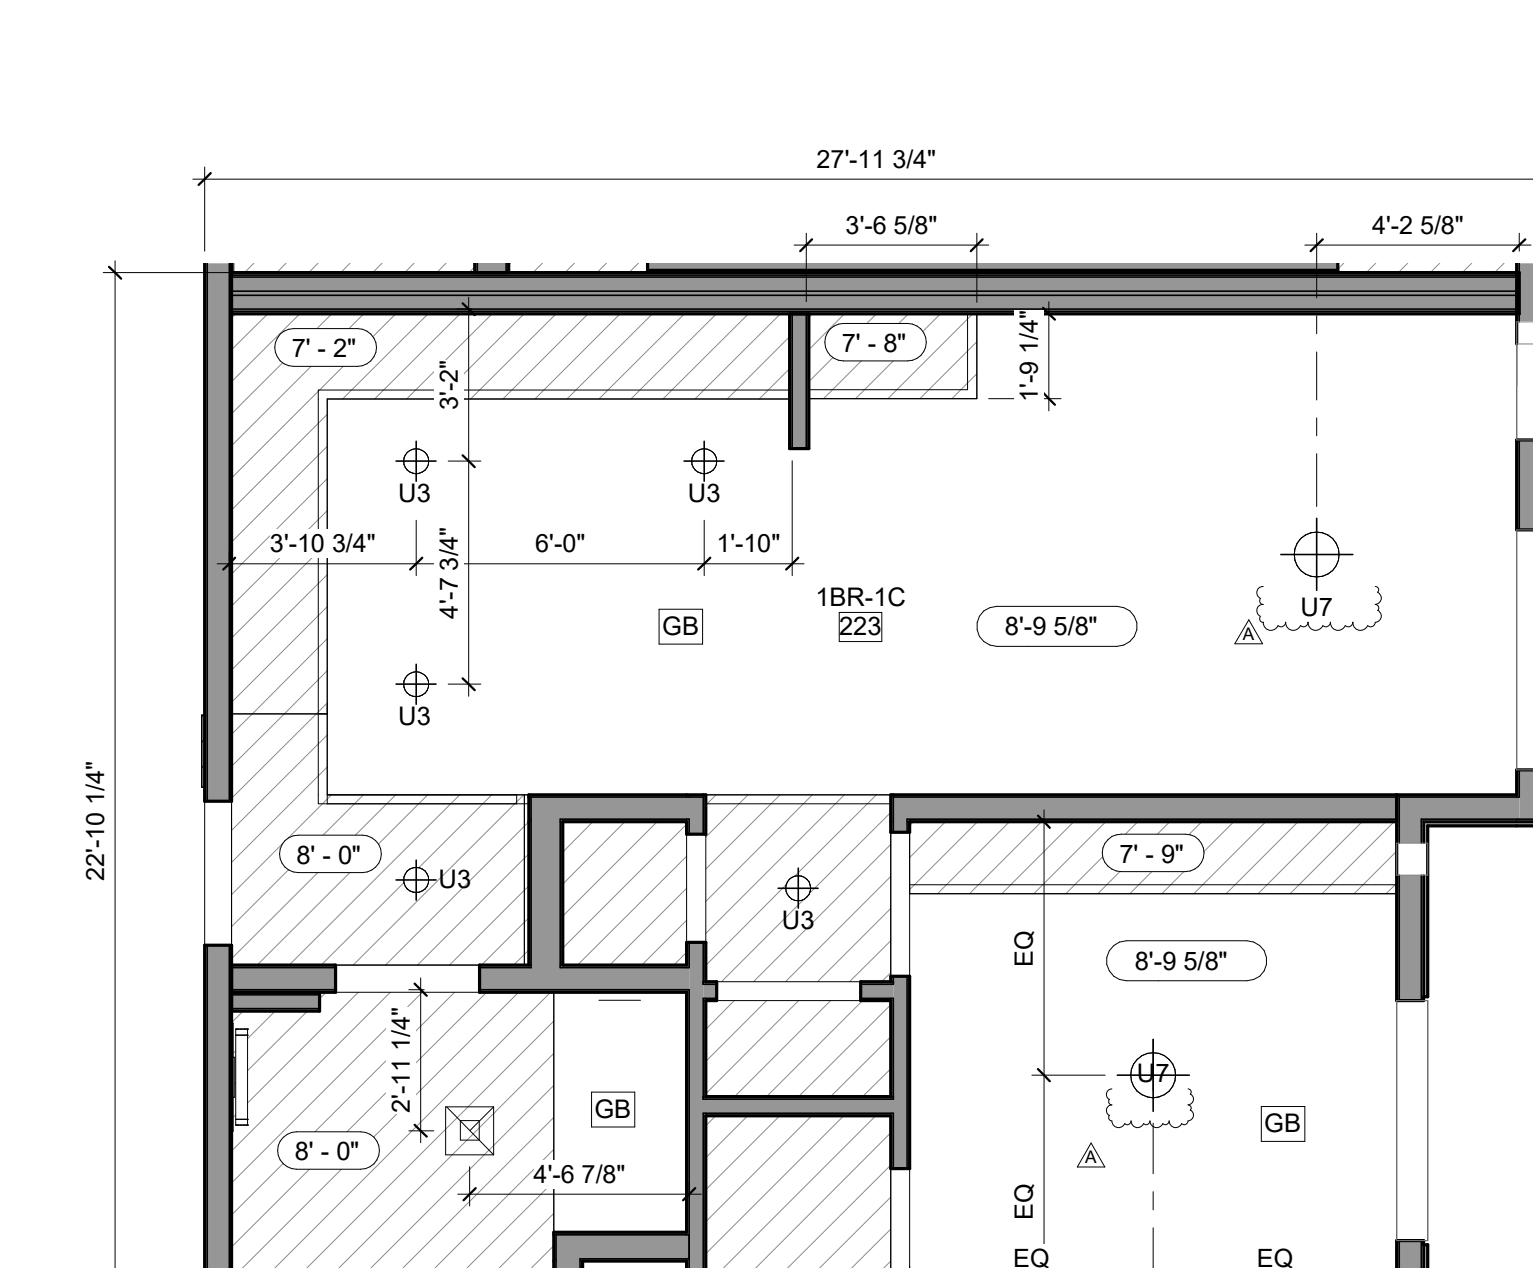 27'-11 3/4"
3'-6 5/8"
4'-2 5/8"
7' - 2"
7' - 8"
1'-9 1/4"
3'-2"
U3
U3
3'-10 3/4"
6'-0"
1'-10"
4'-7 3/4"
1BR-1C
GB
223
8'-9 5/8"
U7
A
U3
22'-10 1/4"
8' - 0"
U3
7' - 9"
U3
EQ
8'-9 5/8"
2'-11 1/4"
U7
GB
GB
8' - 0"
A
4'-6 7/8"
EQ
EQ
EQ